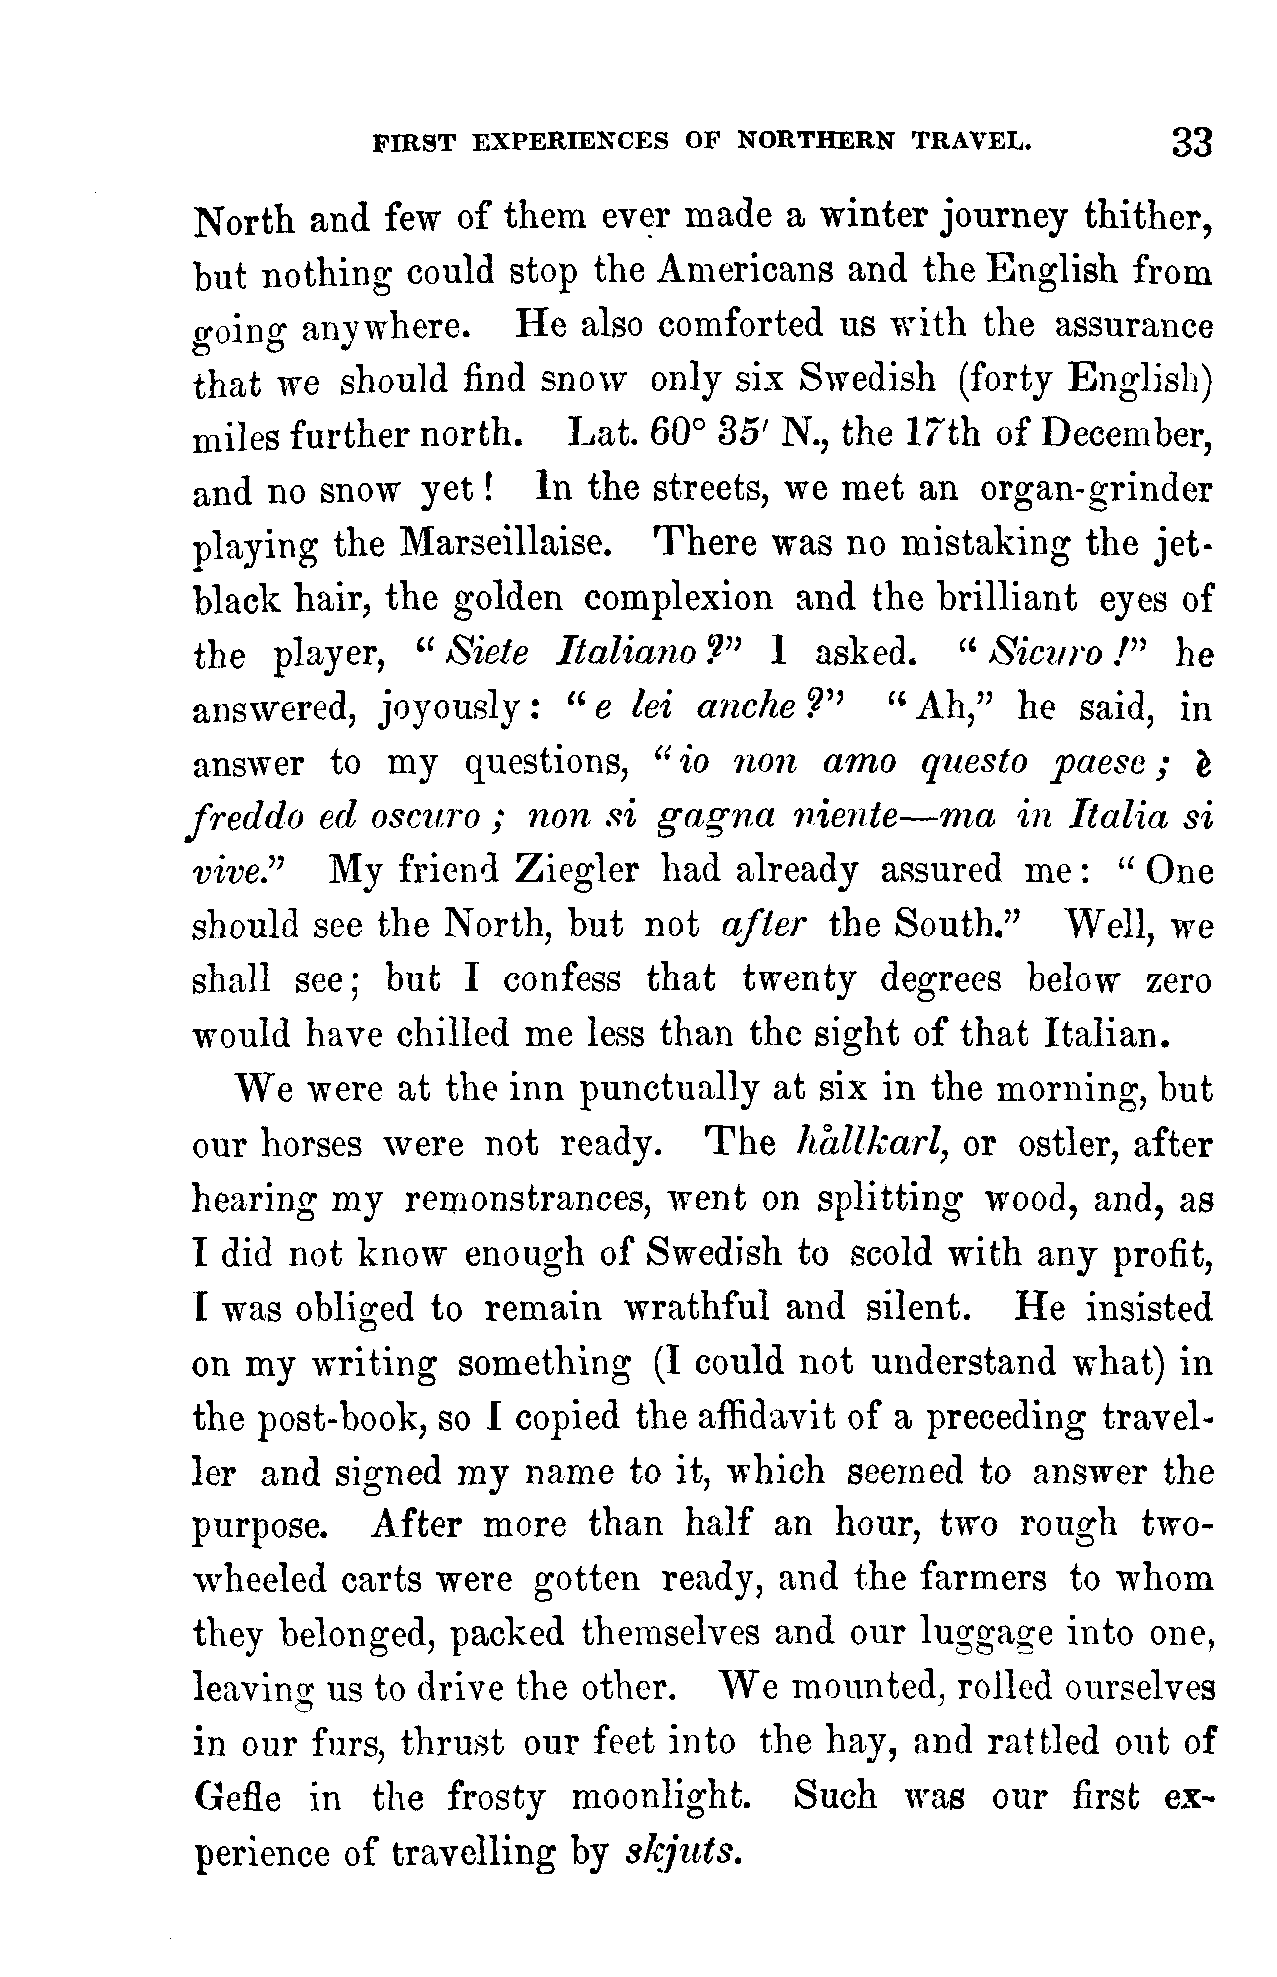 FIRST EXPERIENCES OF NORTHERN TRAVEL. 33
North and few of them ever made a winter journey thither,
but nothing could stop the Americans and the English from
going anywhere. He also comforted us with the assurance
that we should find snow only six Swedish (forty English)
miles further north. Lat. 60° 35′ N., the 17th of December,
and no snow yet! In the streets, we met an organ-grinder
playing the Marseillaise. There was no mistaking the jet-
black hair, the golden complexion and the brilliant eyes of
the player, “Siete Italiano?” I asked. “Sicuro!” he
answered, joyously: “e lei anche?” “Ah,” he said, in
answer to my questions, “io non amo questo paese; è
freddo ed oscuro; non si gagna niente—ma in Italia si
vive.” My friend Ziegler had already assured me: “One
should see the North, but not after the South.” Well, we
shall see; but I confess that twenty degrees below zero
would have chilled me less than the sight of that Italian.
We were at the inn punctually at six in the morning, but
our horses were not ready. The hållkarl, or ostler, after
hearing my remonstrances, went on splitting wood, and, as
I did not know enough of Swedish to scold with any profit,
I was obliged to remain wrathful and silent. He insisted
on my writing something (I could not understand what) in
the post-book, so I copied the affidavit of a preceding travel-
ler and signed my name to it, which seemed to answer the
purpose. After more than half an hour, two rough two-
wheeled carts were gotten ready, and the farmers to whom
they belonged, packed themselves and our luggage into one,
leaving us to drive the other. We mounted, rolled ourselves
in our furs, thrust our feet into the hay, and rattled out of
Gefle in the frosty moonlight. Such was our first ex-
perience of travelling by skjuts.